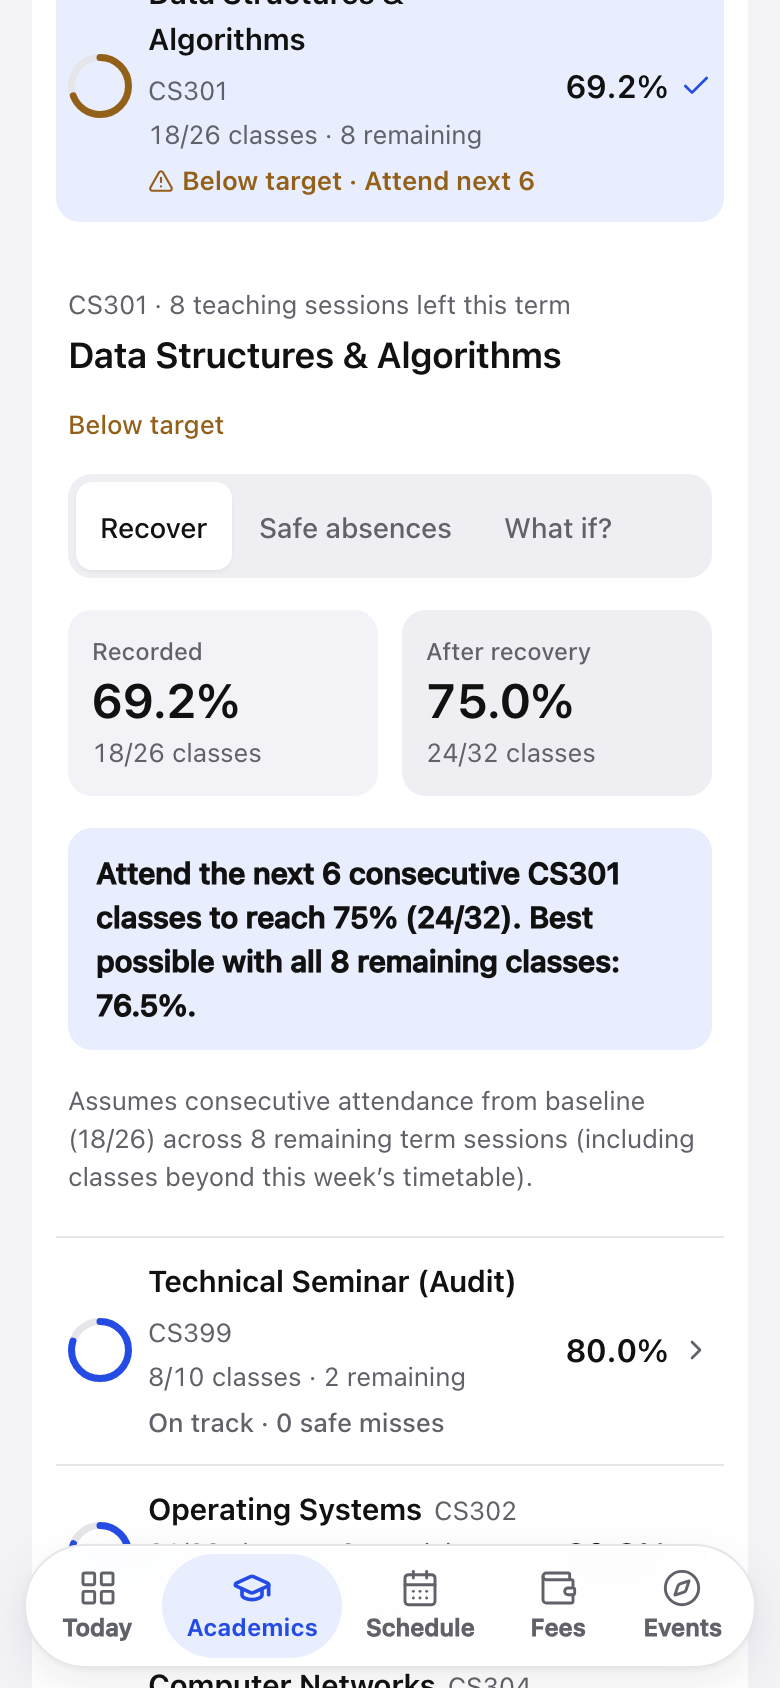 Data Structures &
Algorithms
CS301
18/26 classes · 8 remaining
Below target · Attend next 6
69.2%
CS301 · 8 teaching sessions left this term
Data Structures & Algorithms
Below target
Recover
Safe absences
What if?
Recorded
69.2%
18/26 classes
After recovery
75.0%
24/32 classes
Attend the next 6 consecutive CS301
classes to reach 75% (24/32). Best
possible with all 8 remaining classes:
76.5%.
Assumes consecutive attendance from baseline
(18/26) across 8 remaining term sessions (including
classes beyond this week’s timetable).
Technical Seminar (Audit)
CS399
8/10 classes · 2 remaining
On track · 0 safe misses
80.0%
Operating Systems CS302
Today
Academics
Schedule
Fees
Events
Computer Networks CS304